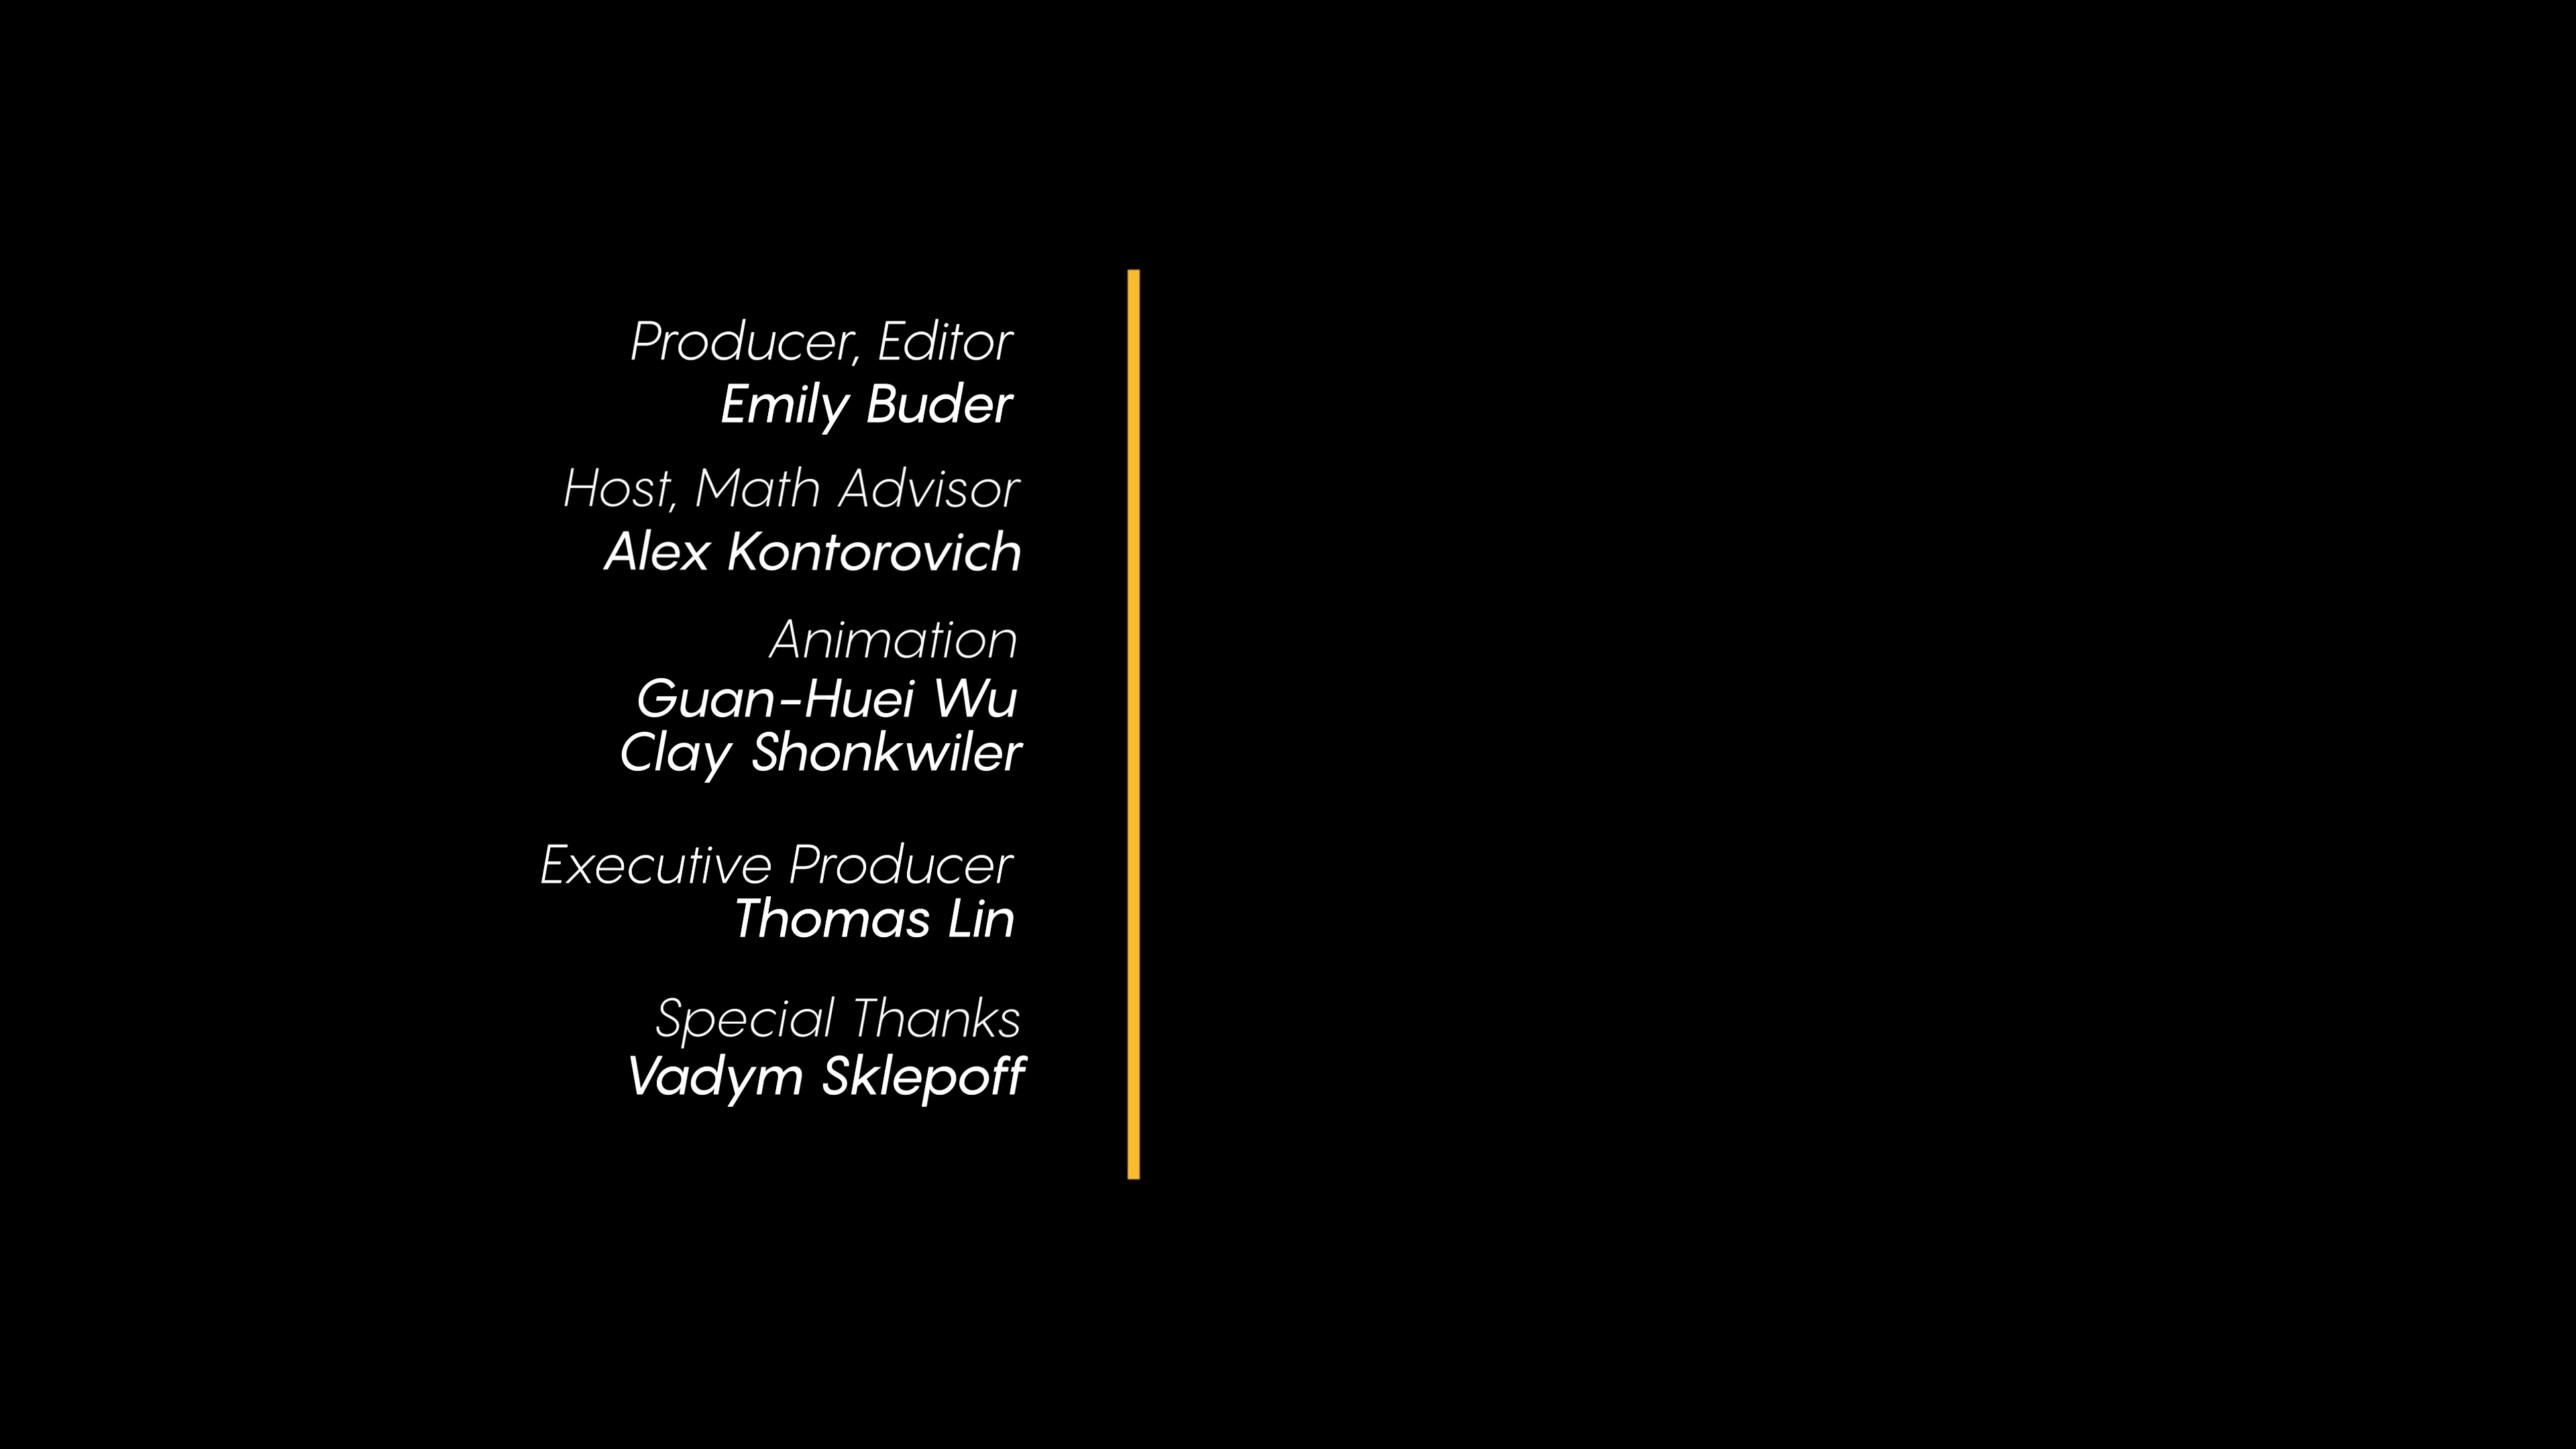 Producer, Editor
Emily Buder
Host, Math Advisor
Alex Kontorovich
Animation
Guan-Huei Wu
Clay Shonkwiler
Executive Producer
Thomas Lin
Special Thanks
Vadym Sklepoff